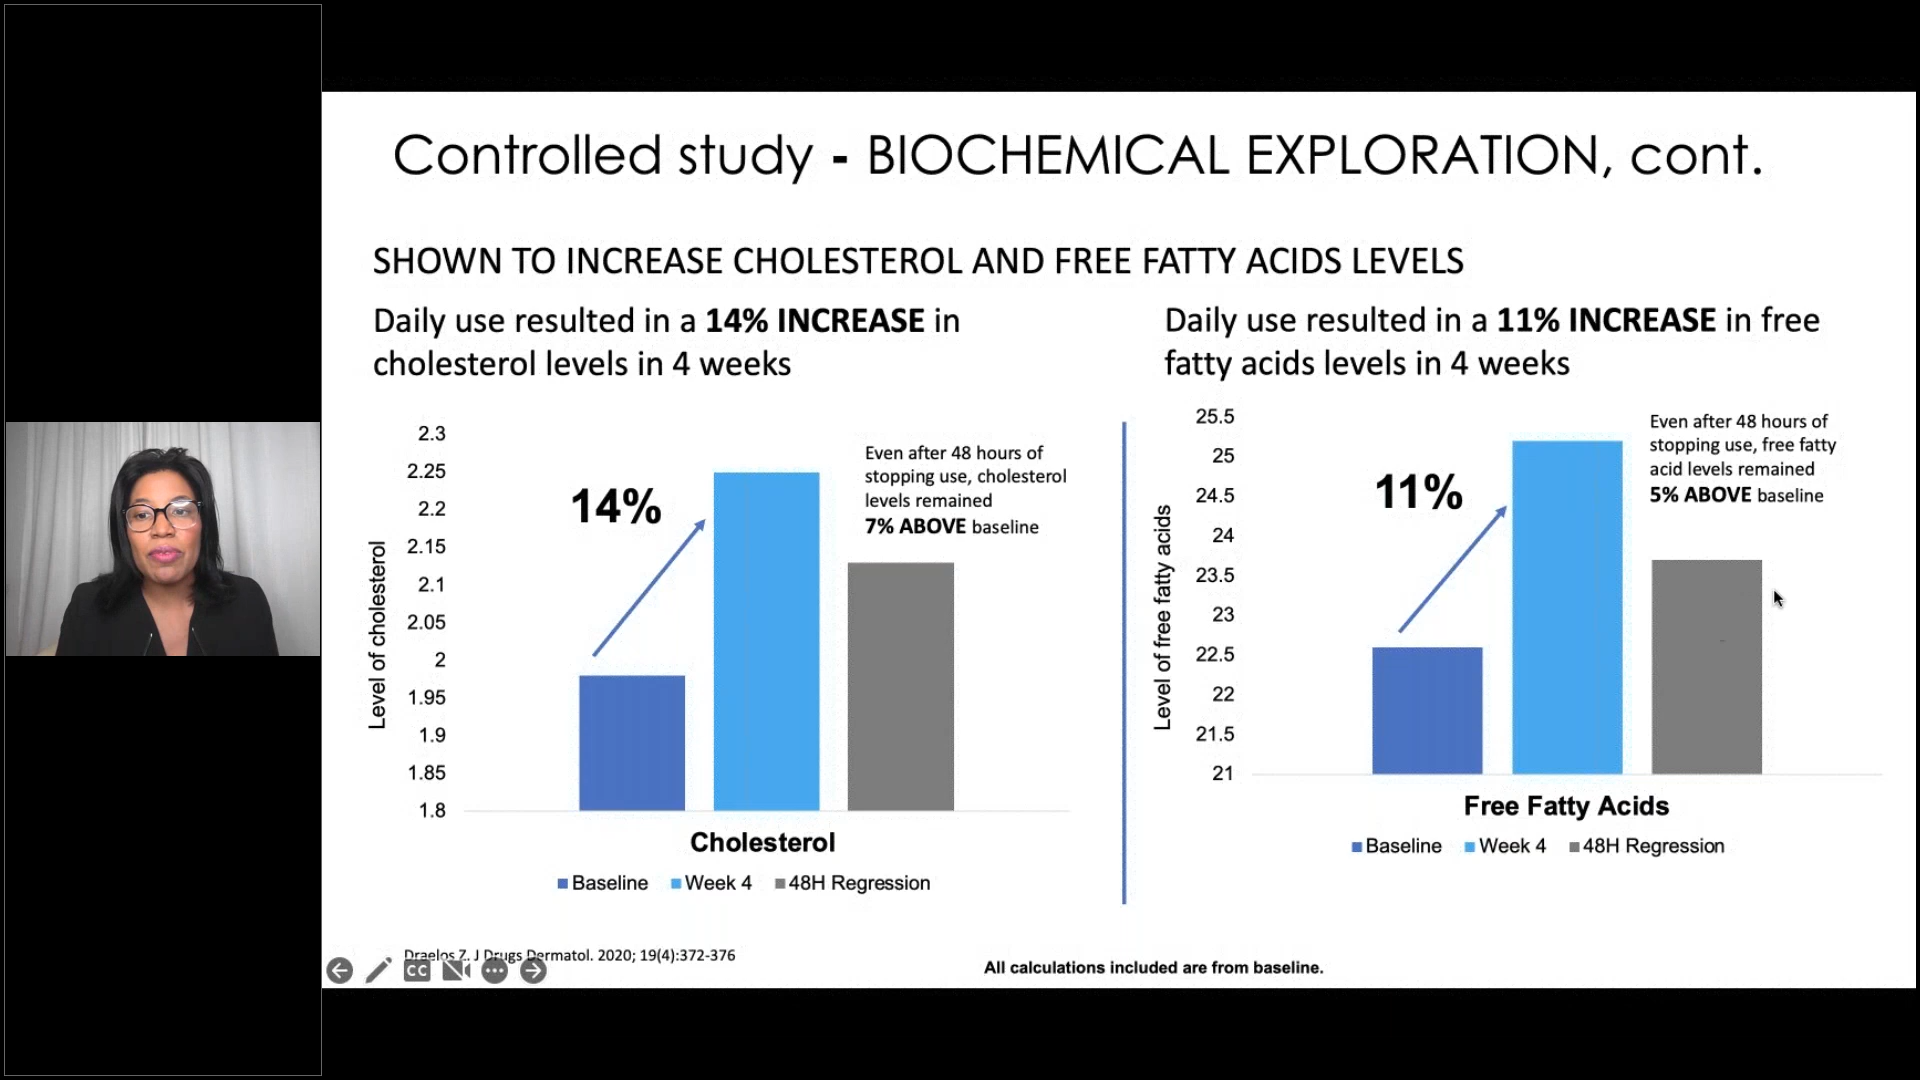 Controlled study - BIOCHEMICAL EXPLORATION, cont.
SHOWN TO INCREASE CHOLESTEROL AND FREE FATTY ACIDS LEVELS
Daily use resulted in a 14% INCREASE in
cholesterol levels in 4 weeks
2.3
2.25
2.2
2.15
2.1
2.05
2
1.95
1.9
1.85
1.8
Level of cholesterol
14%
Even after 48 hours of
stopping use, cholesterol
levels remained
7% ABOVE baseline
Cholesterol
Baseline Week 4 48H Regression
Daily use resulted in a 11% INCREASE in free
fatty acids levels in 4 weeks
25.5
25
24.5
24
23.5
23
22.5
22
21.5
21
Level of free fatty acids
11%
Even after 48 hours of
stopping use, free fatty
acid levels remained
5% ABOVE baseline
Free Fatty Acids
Baseline Week 4 48H Regression
Draelos Z. J Drugs Dermatol. 2020; 19(4):372-376
CC
All calculations included are from baseline.